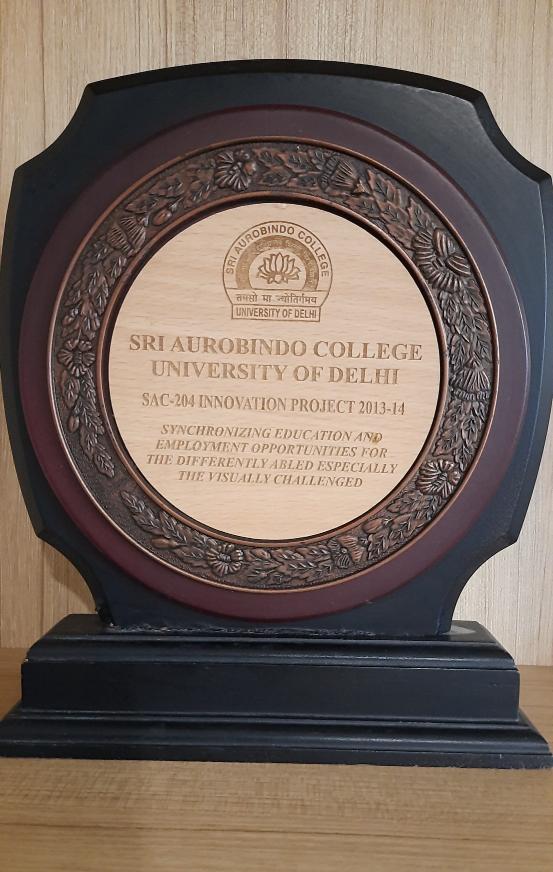 SRI AUROBINDO COLLEGE
तमसो मा ज्योतिर्गमय
UNIVERSITY OF DELHI
SRI AUROBINDO COLLEGE
UNIVERSITY OF DELHI
SAC-204 INNOVATION PROJECT 2013-14
SYNCHRONIZING EDUCATION AND
EMPLOYMENT OPPORTUNITIES FOR
THE DIFFERENTLY ABLED ESPECIALLY
THE VISUALLY CHALLENGED